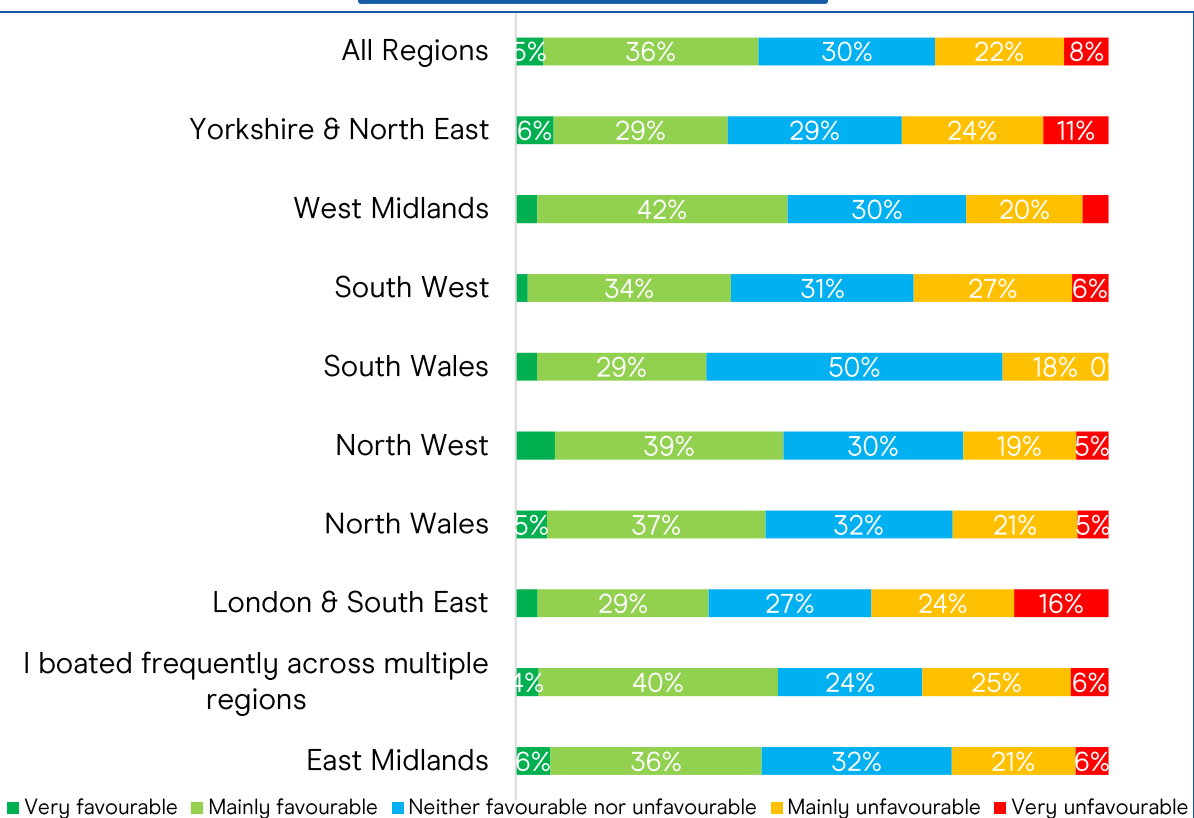 All Regions 5% 36% 30% 22% 8%
Yorkshire & North East 6% 29% 29% 24% 11%
West Midlands 42% 30% 20%
South West 34% 31% 27% 6%
South Wales 29% 50% 18% 0
North West 39% 30% 19% 5%
North Wales 5% 37% 32% 21% 5%
London & South East 29% 27% 24% 16%
I boated frequently across multiple
regions 4% 40% 24% 25% 6%
East Midlands 6% 36% 32% 21% 6%
Very favourable Mainly favourable Neither favourable nor unfavourable Mainly unfavourable Very unfavourable